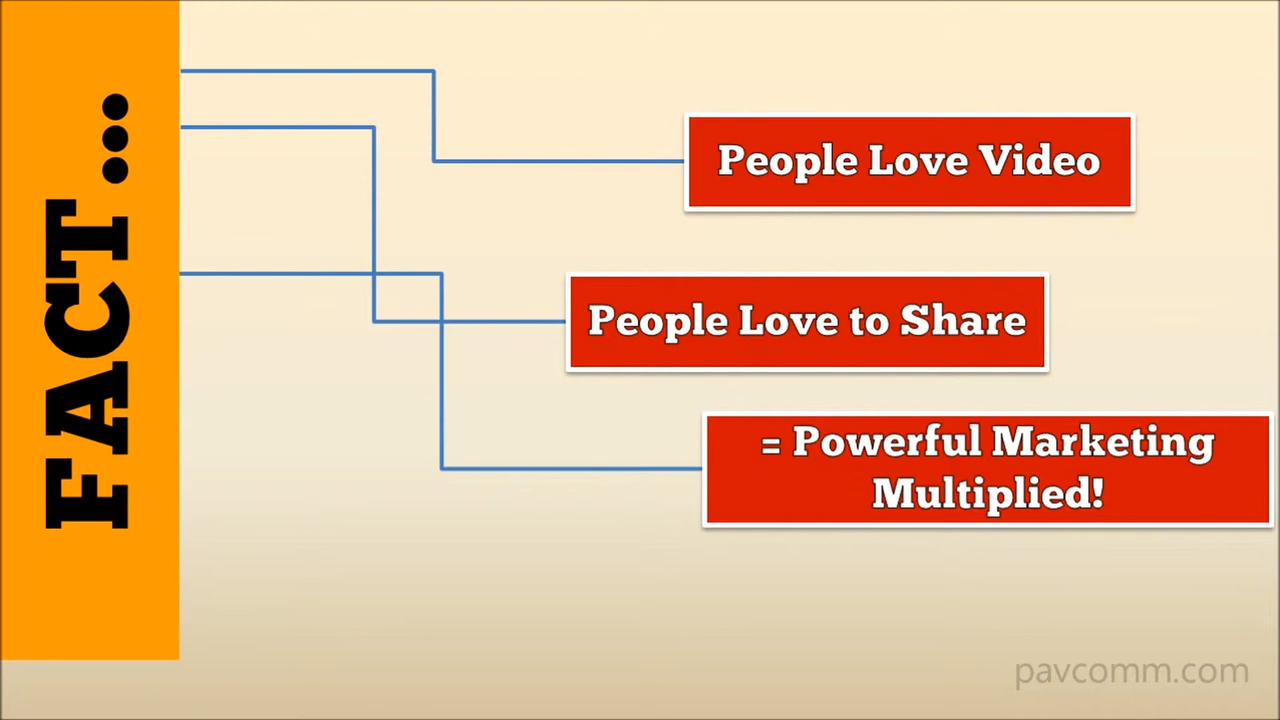 FACT...
People Love Video
People Love to Share
= Powerful Marketing
Multiplied!
pavcomm.com